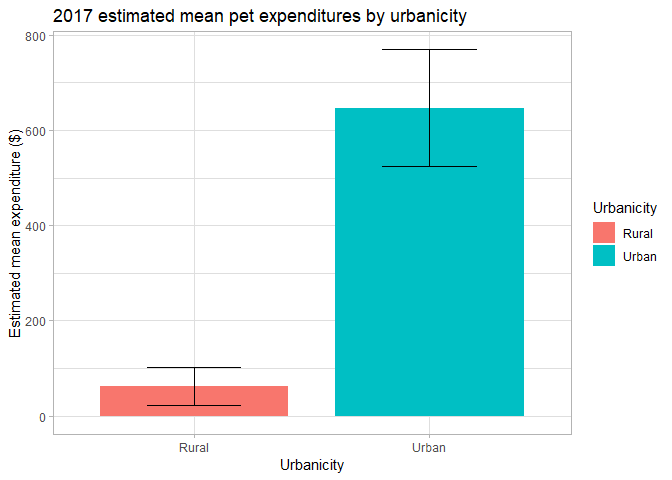 2017 estimated mean pet expenditures by urbanicity
Estimated mean expenditure ($)
800
600
400
200
0
Rural
Urban
Urbanicity
Urbanicity
Rural
Urban